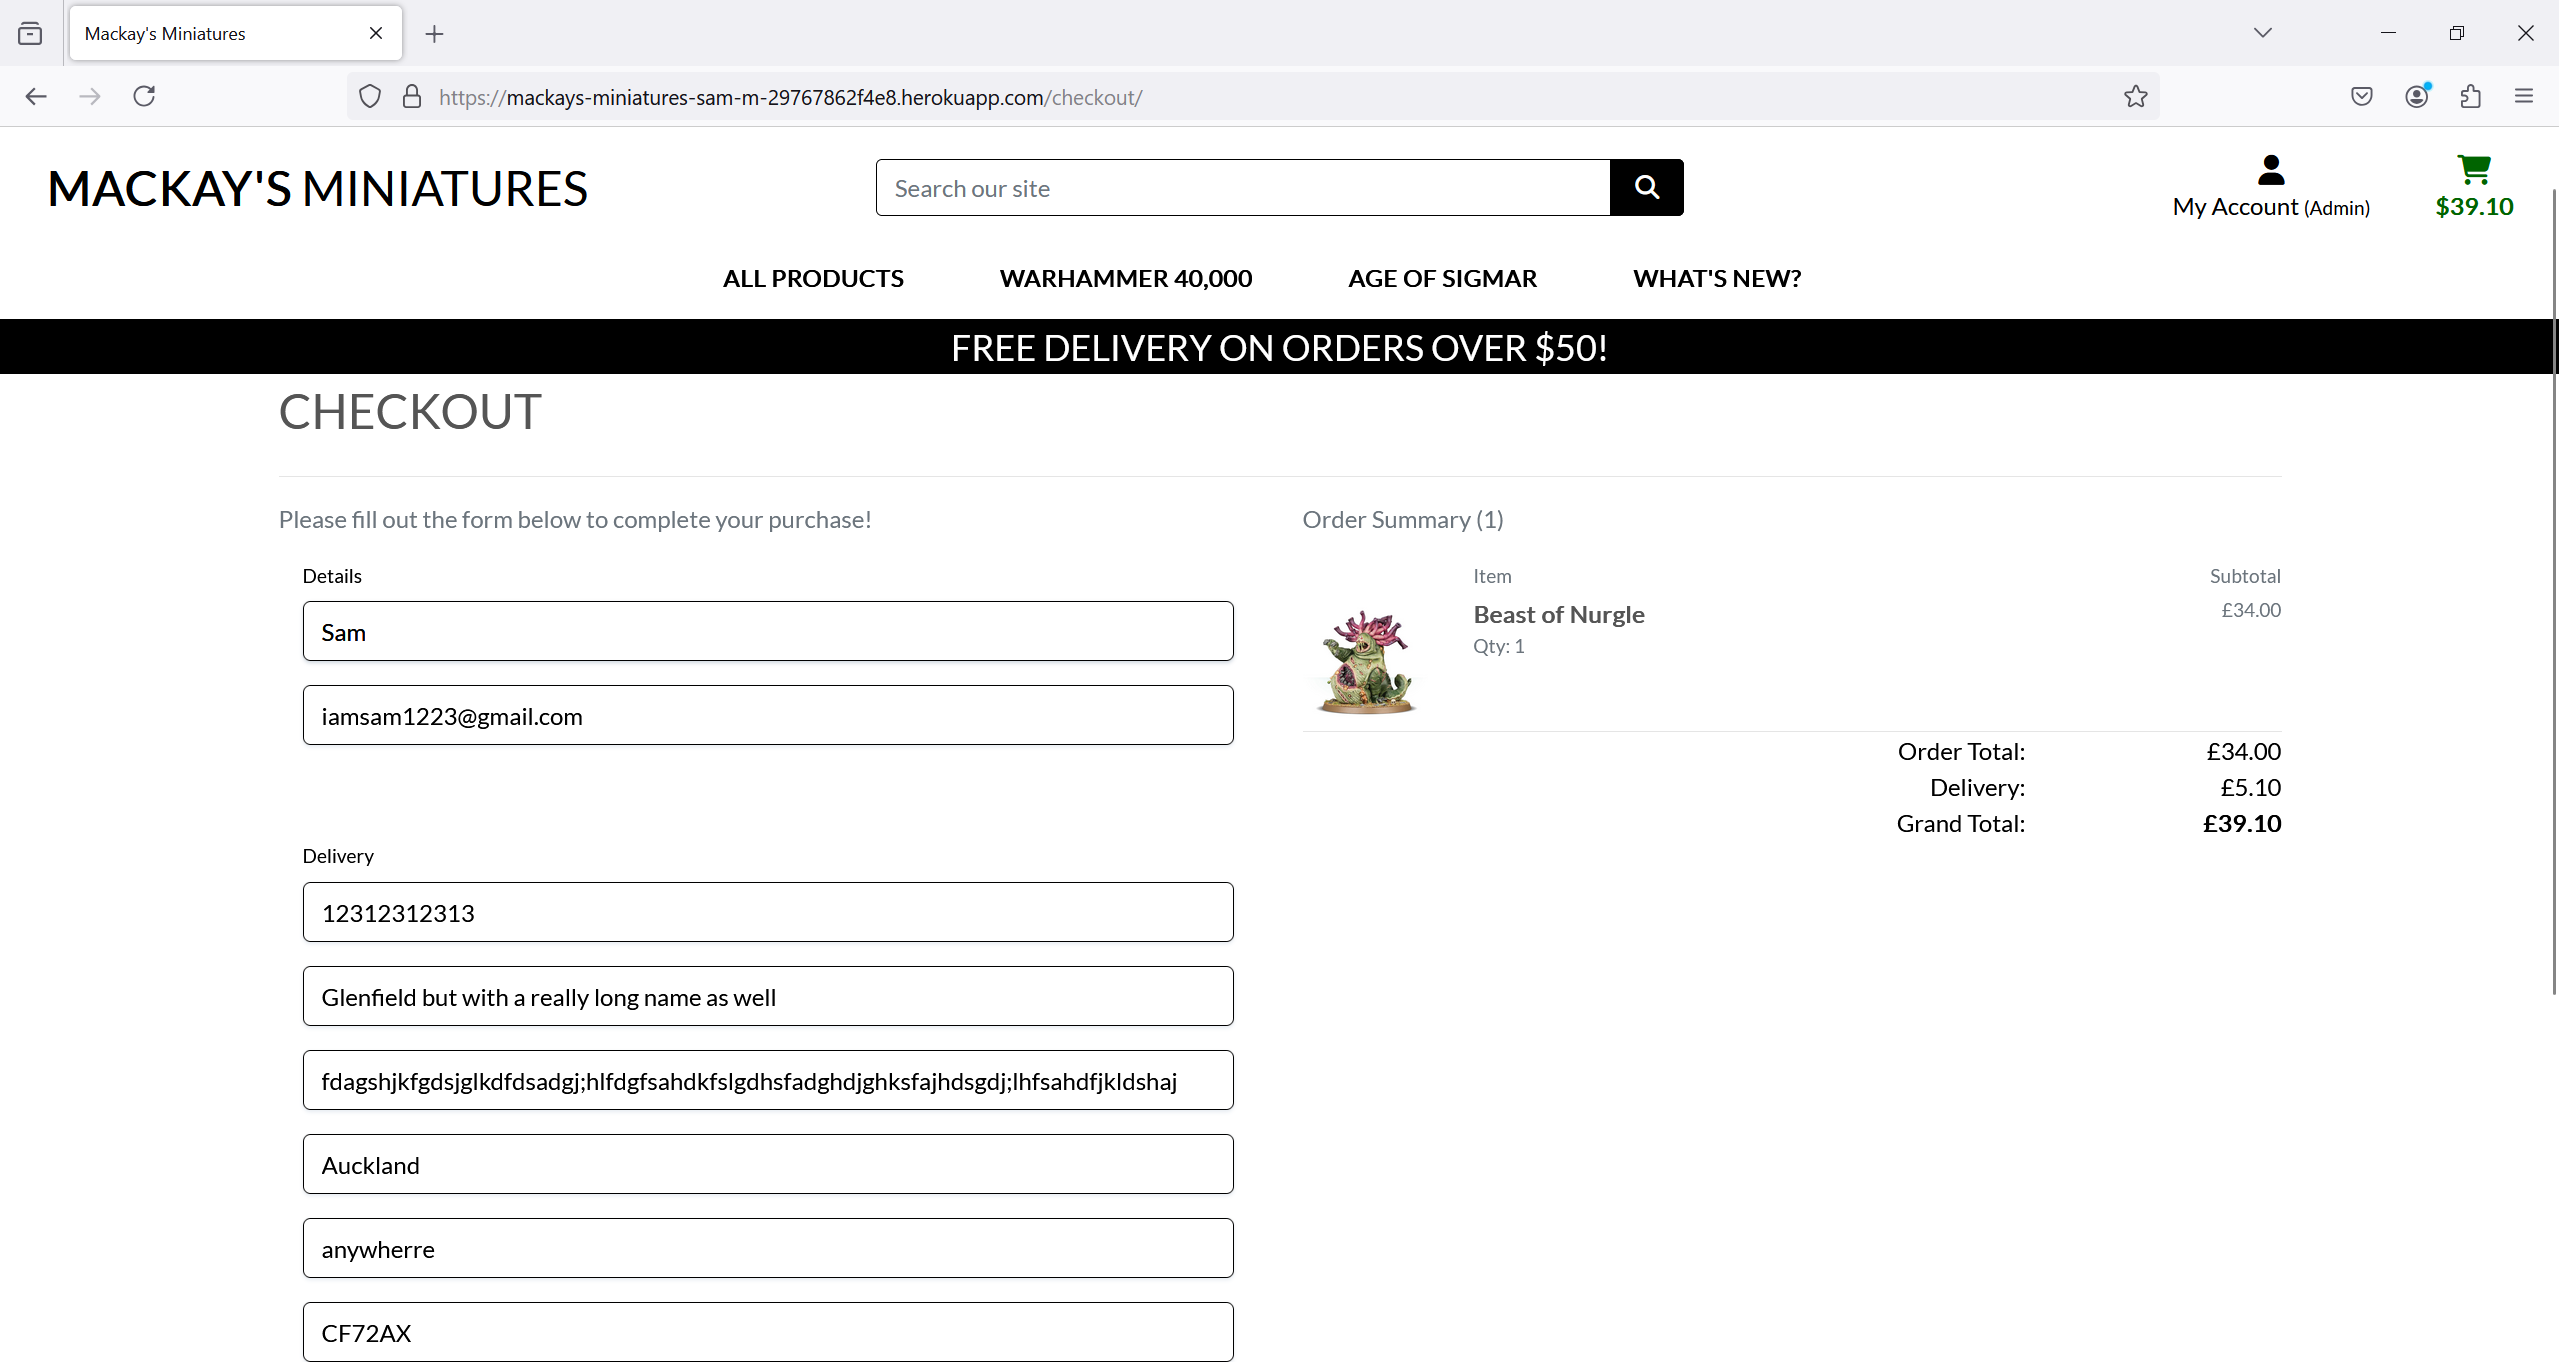 Mackay's Miniatures
https://mackays-miniatures-sam-m-29767862f4e8.herokuapp.com/checkout/
MACKAY'S MINIATURES
Search our site
My Account (Admin)
$39.10
ALL PRODUCTS
WARHAMMER 40,000
AGE OF SIGMAR
WHAT'S NEW?
FREE DELIVERY ON ORDERS OVER $50!
CHECKOUT
Please fill out the form below to complete your purchase!
Details
Sam
iamsam1223@gmail.com
Delivery
12312312313
Glenfield but with a really long name as well
fdagshjkfgdsjglkdfdsadgj;hlfdgfsahdkfslgdhsfadghdjghksfajhdsgdj;lhfsahdfjkldshaj
Auckland
anywherre
CF72AX
Order Summary (1)
Item Subtotal
Beast of Nurgle £34.00
Qty: 1
Order Total: £34.00
Delivery: £5.10
Grand Total: £39.10